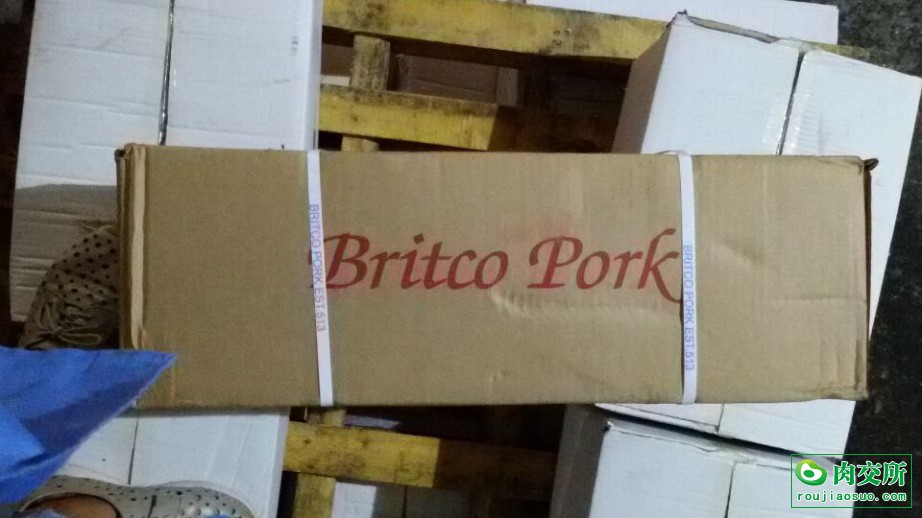 Britco Pork
BRITCO PORK EST.513
BRITCO PORK EST.513
肉交所
roujiaosuo.com